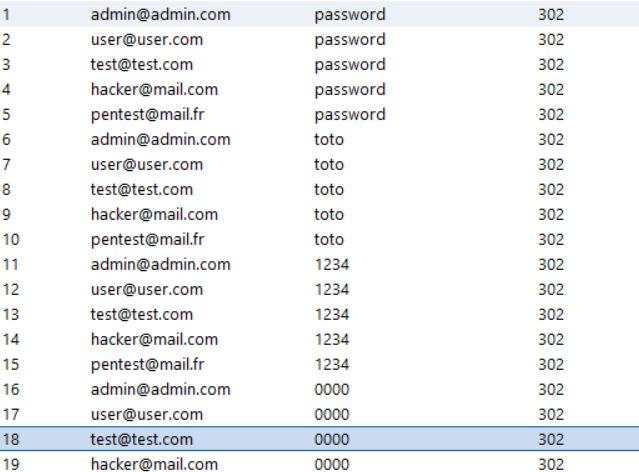 1 admin@admin.com password 302
2 user@user.com password 302
3 test@test.com password 302
4 hacker@mail.com password 302
5 pentest@mail.fr password 302
6 admin@admin.com toto 302
7 user@user.com toto 302
8 test@test.com toto 302
9 hacker@mail.com toto 302
10 pentest@mail.fr toto 302
11 admin@admin.com 1234 302
12 user@user.com 1234 302
13 test@test.com 1234 302
14 hacker@mail.com 1234 302
15 pentest@mail.fr 1234 302
16 admin@admin.com 0000 302
17 user@user.com 0000 302
18 test@test.com 0000 302
19 hacker@mail.com 0000 302